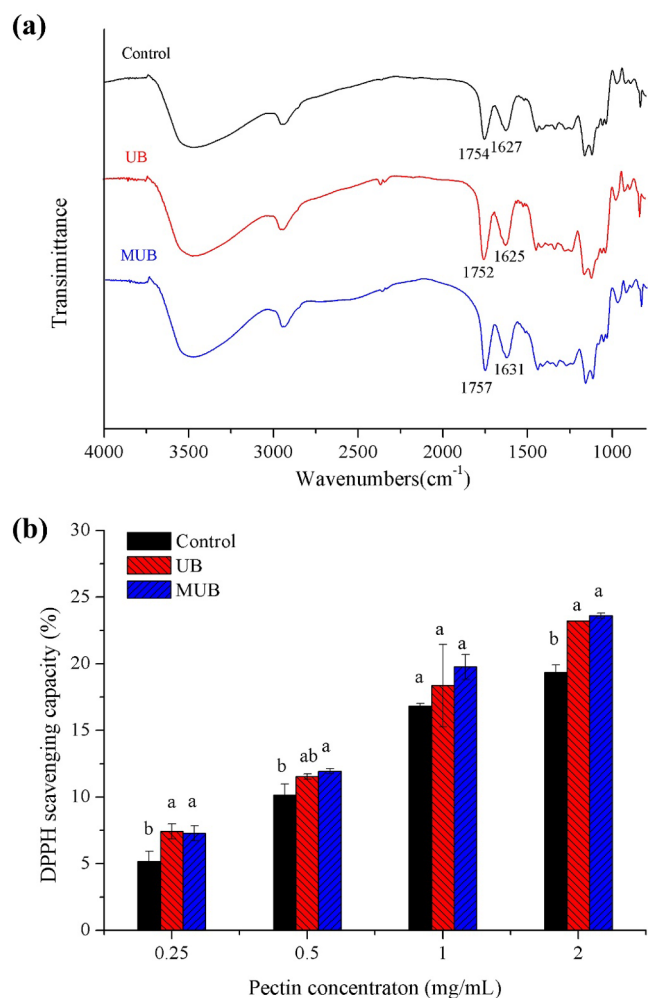 (a)
Control
1754 1627
UB
1752 1625
MUB
1757 1631
Transimittance
4000 3500 3000 2500 2000 1500 1000
Wavenumbers(cm⁻¹)
(b)
Control
UB
MUB
DPPH scavenging capacity (%)
30
25
20
15
10
5
0
b a a
b ab a
a a a
b a a
0.25 0.5 1 2
Pectin concentraton (mg/mL)